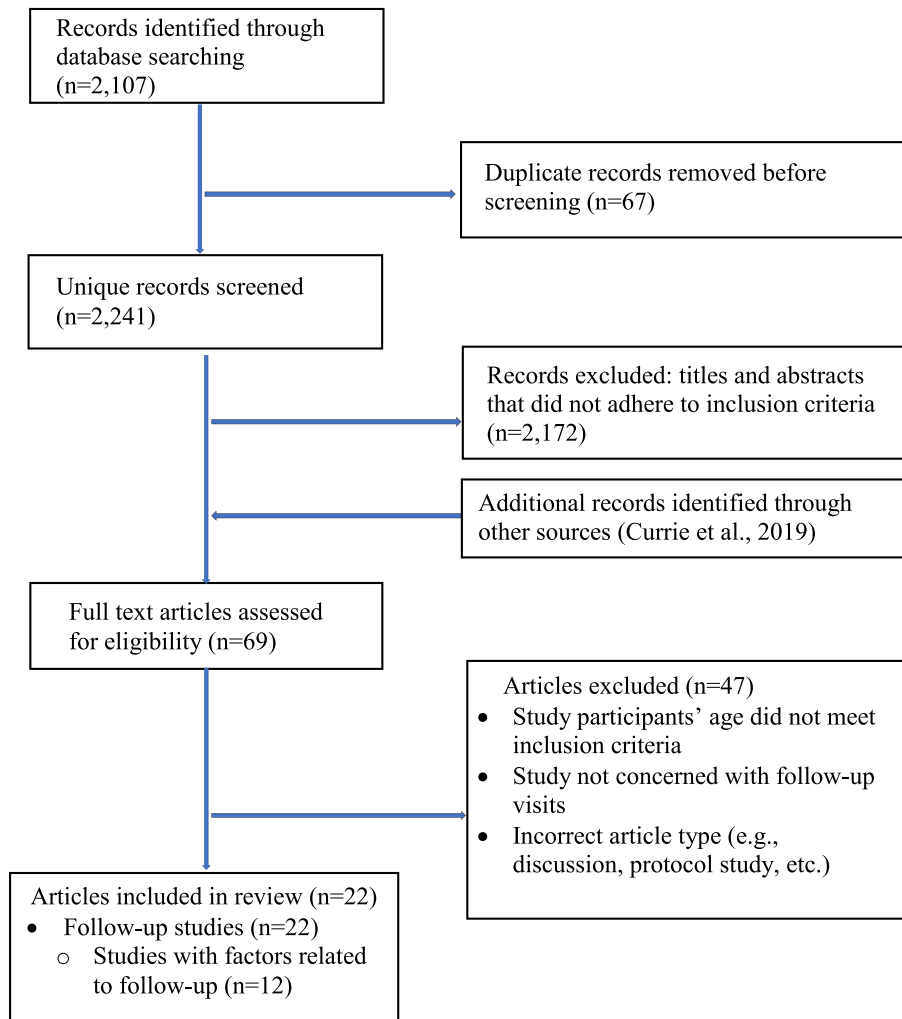 Records identified through
database searching
(n=2,107)
Duplicate records removed before
screening (n=67)
Unique records screened
(n=2,241)
Records excluded: titles and abstracts
that did not adhere to inclusion criteria
(n=2,172)
Additional records identified through
other sources (Currie et al., 2019)
Full text articles assessed
for eligibility (n=69)
Articles excluded (n=47)
• Study participants’ age did not meet
inclusion criteria
• Study not concerned with follow-up
visits
• Incorrect article type (e.g.,
discussion, protocol study, etc.)
Articles included in review (n=22)
• Follow-up studies (n=22)
o Studies with factors related
to follow-up (n=12)